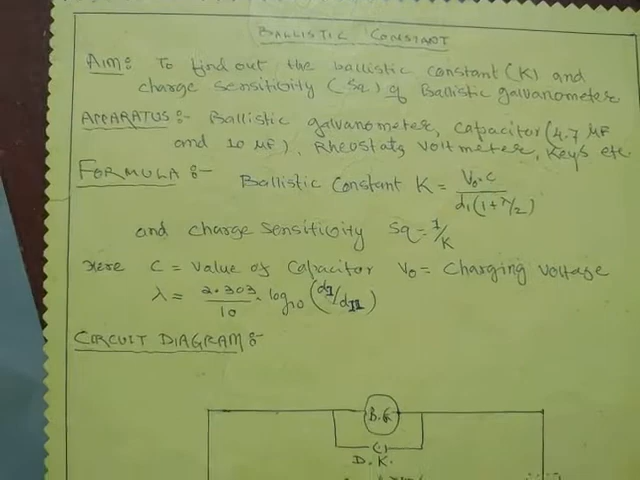 BALLISTIC CONSTANT
AIM:- To find out the ballistic constant (K) and
charge sensitivity (Sq) of Ballistic galvanometer
APPARATUS:- Ballistic galvanometer, Capacitor (4.7 μF
and 10 μF), Rheostats, Voltmeter, Keys etc.
FORMULA:- Ballistic Constant K = V₀.C / d₁(1+λ/2)
and charge sensitivity Sq = 1/K
Here C = Value of Capacitor V₀ = Charging Voltage
λ = 2.303/10 . log₁₀ (dI/dII)
CIRCUIT DIAGRAM:-
B.G
D.K.